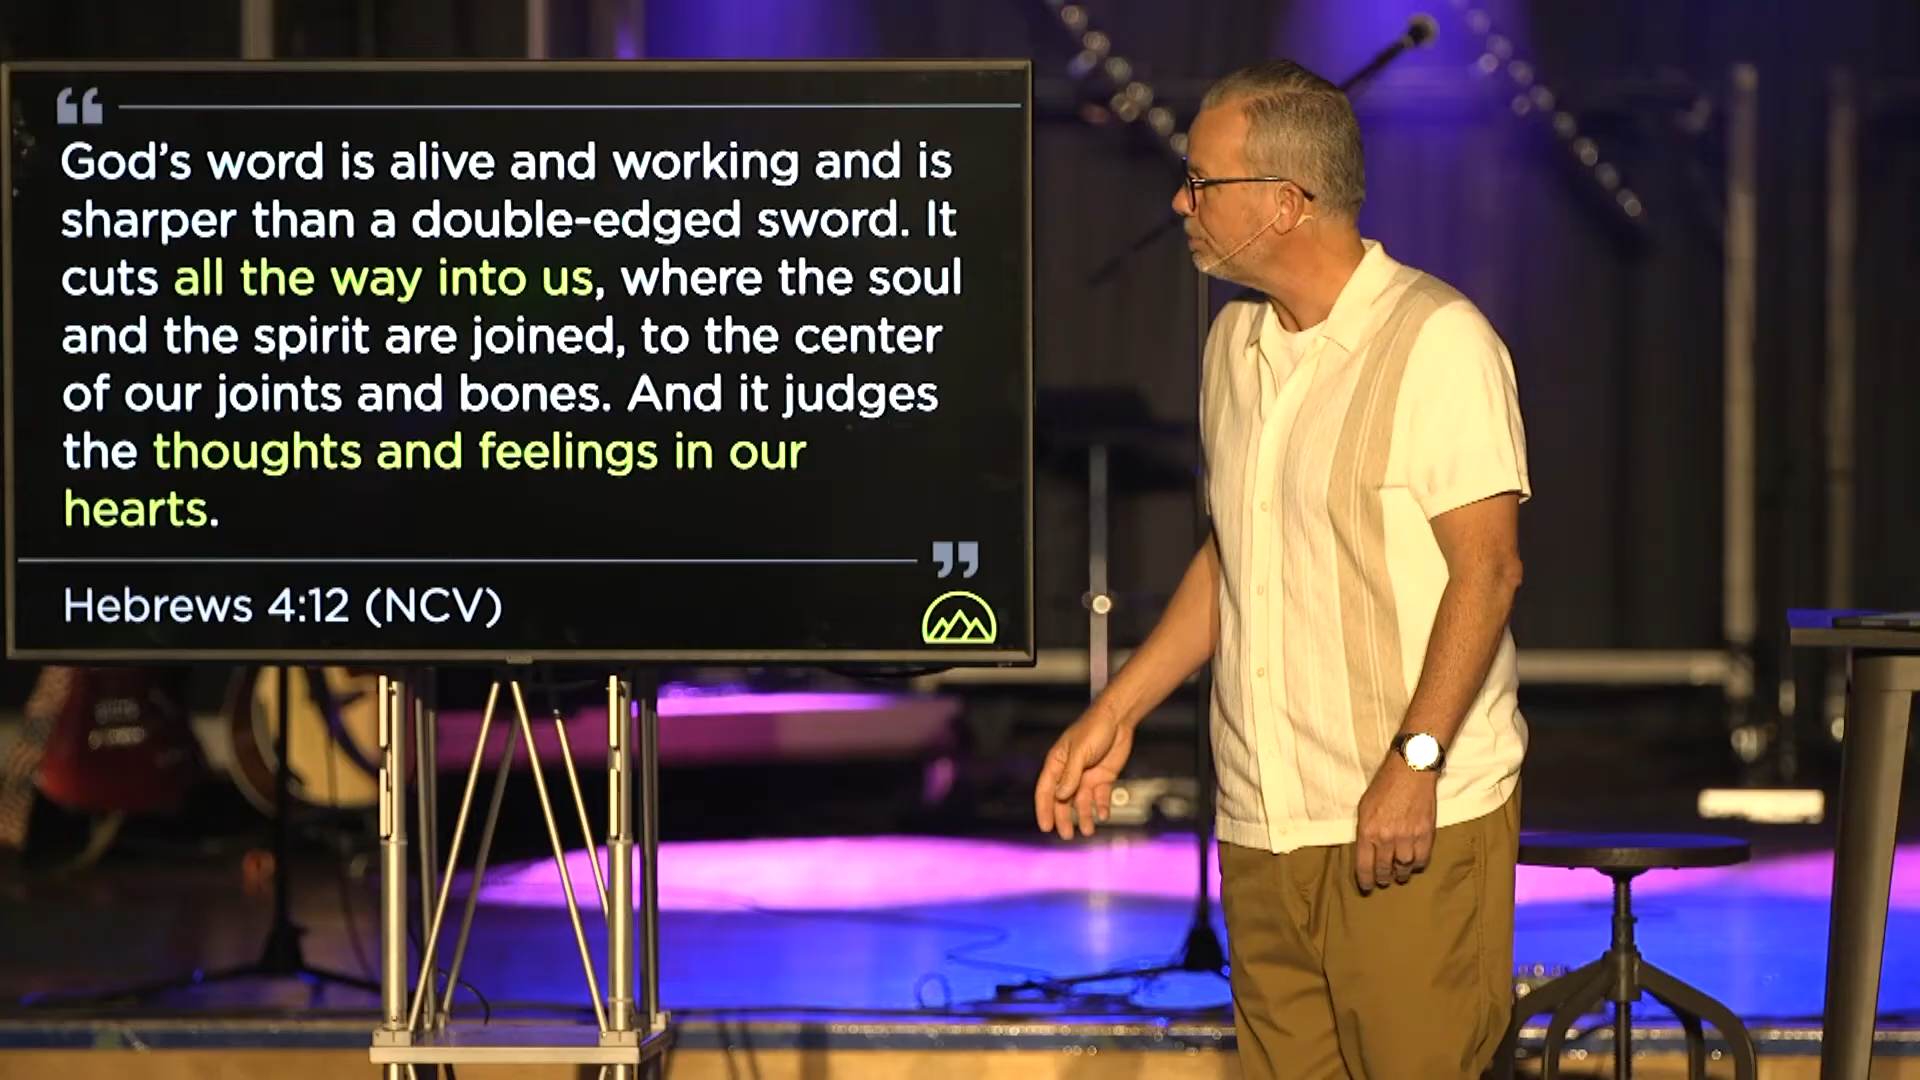 “
God’s word is alive and working and is
sharper than a double-edged sword. It
cuts all the way into us, where the soul
and the spirit are joined, to the center
of our joints and bones. And it judges
the thoughts and feelings in our
hearts.
”
Hebrews 4:12 (NCV)